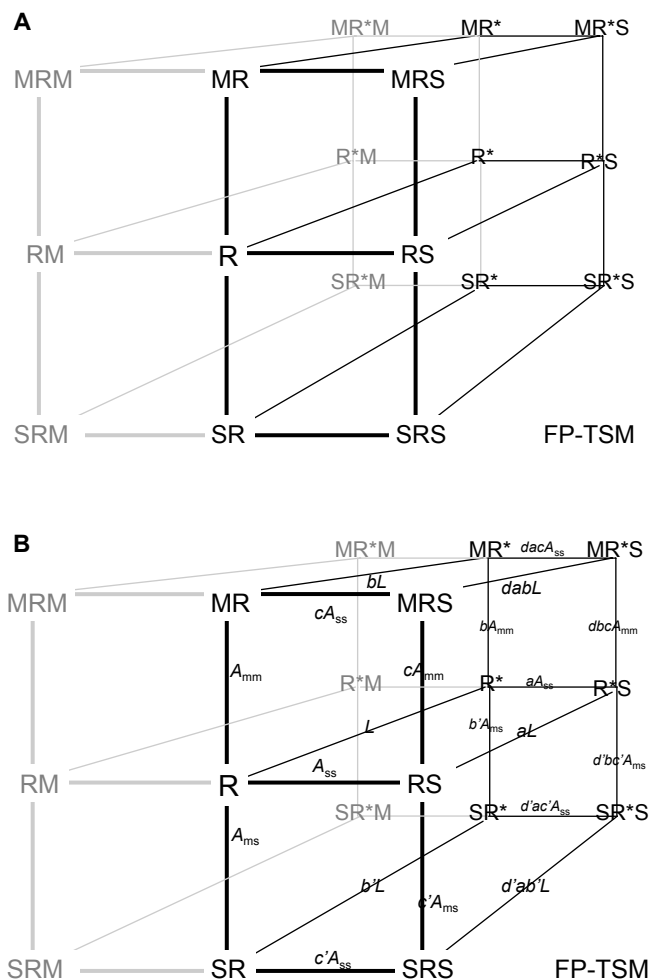 A
MR*M MR* MR*S
MRM MR MRS
R*M R* R*S
RM R RS
SR*M SR* SR*S
SRM SR SRS FP-TSM
B
MR*M MR* dacAss MR*S
bL dabL
MRM MR MRS
cAss bAmm dbcAmm
Amm cAmm
R*M R* aAss R*S
L b'Ams aL
Ass d'bc'Ams
RM R RS
SR*M SR* d'ac'Ass SR*S
Ams
b'L d'ab'L
c'Ams
c'Ass
SRM SR SRS FP-TSM